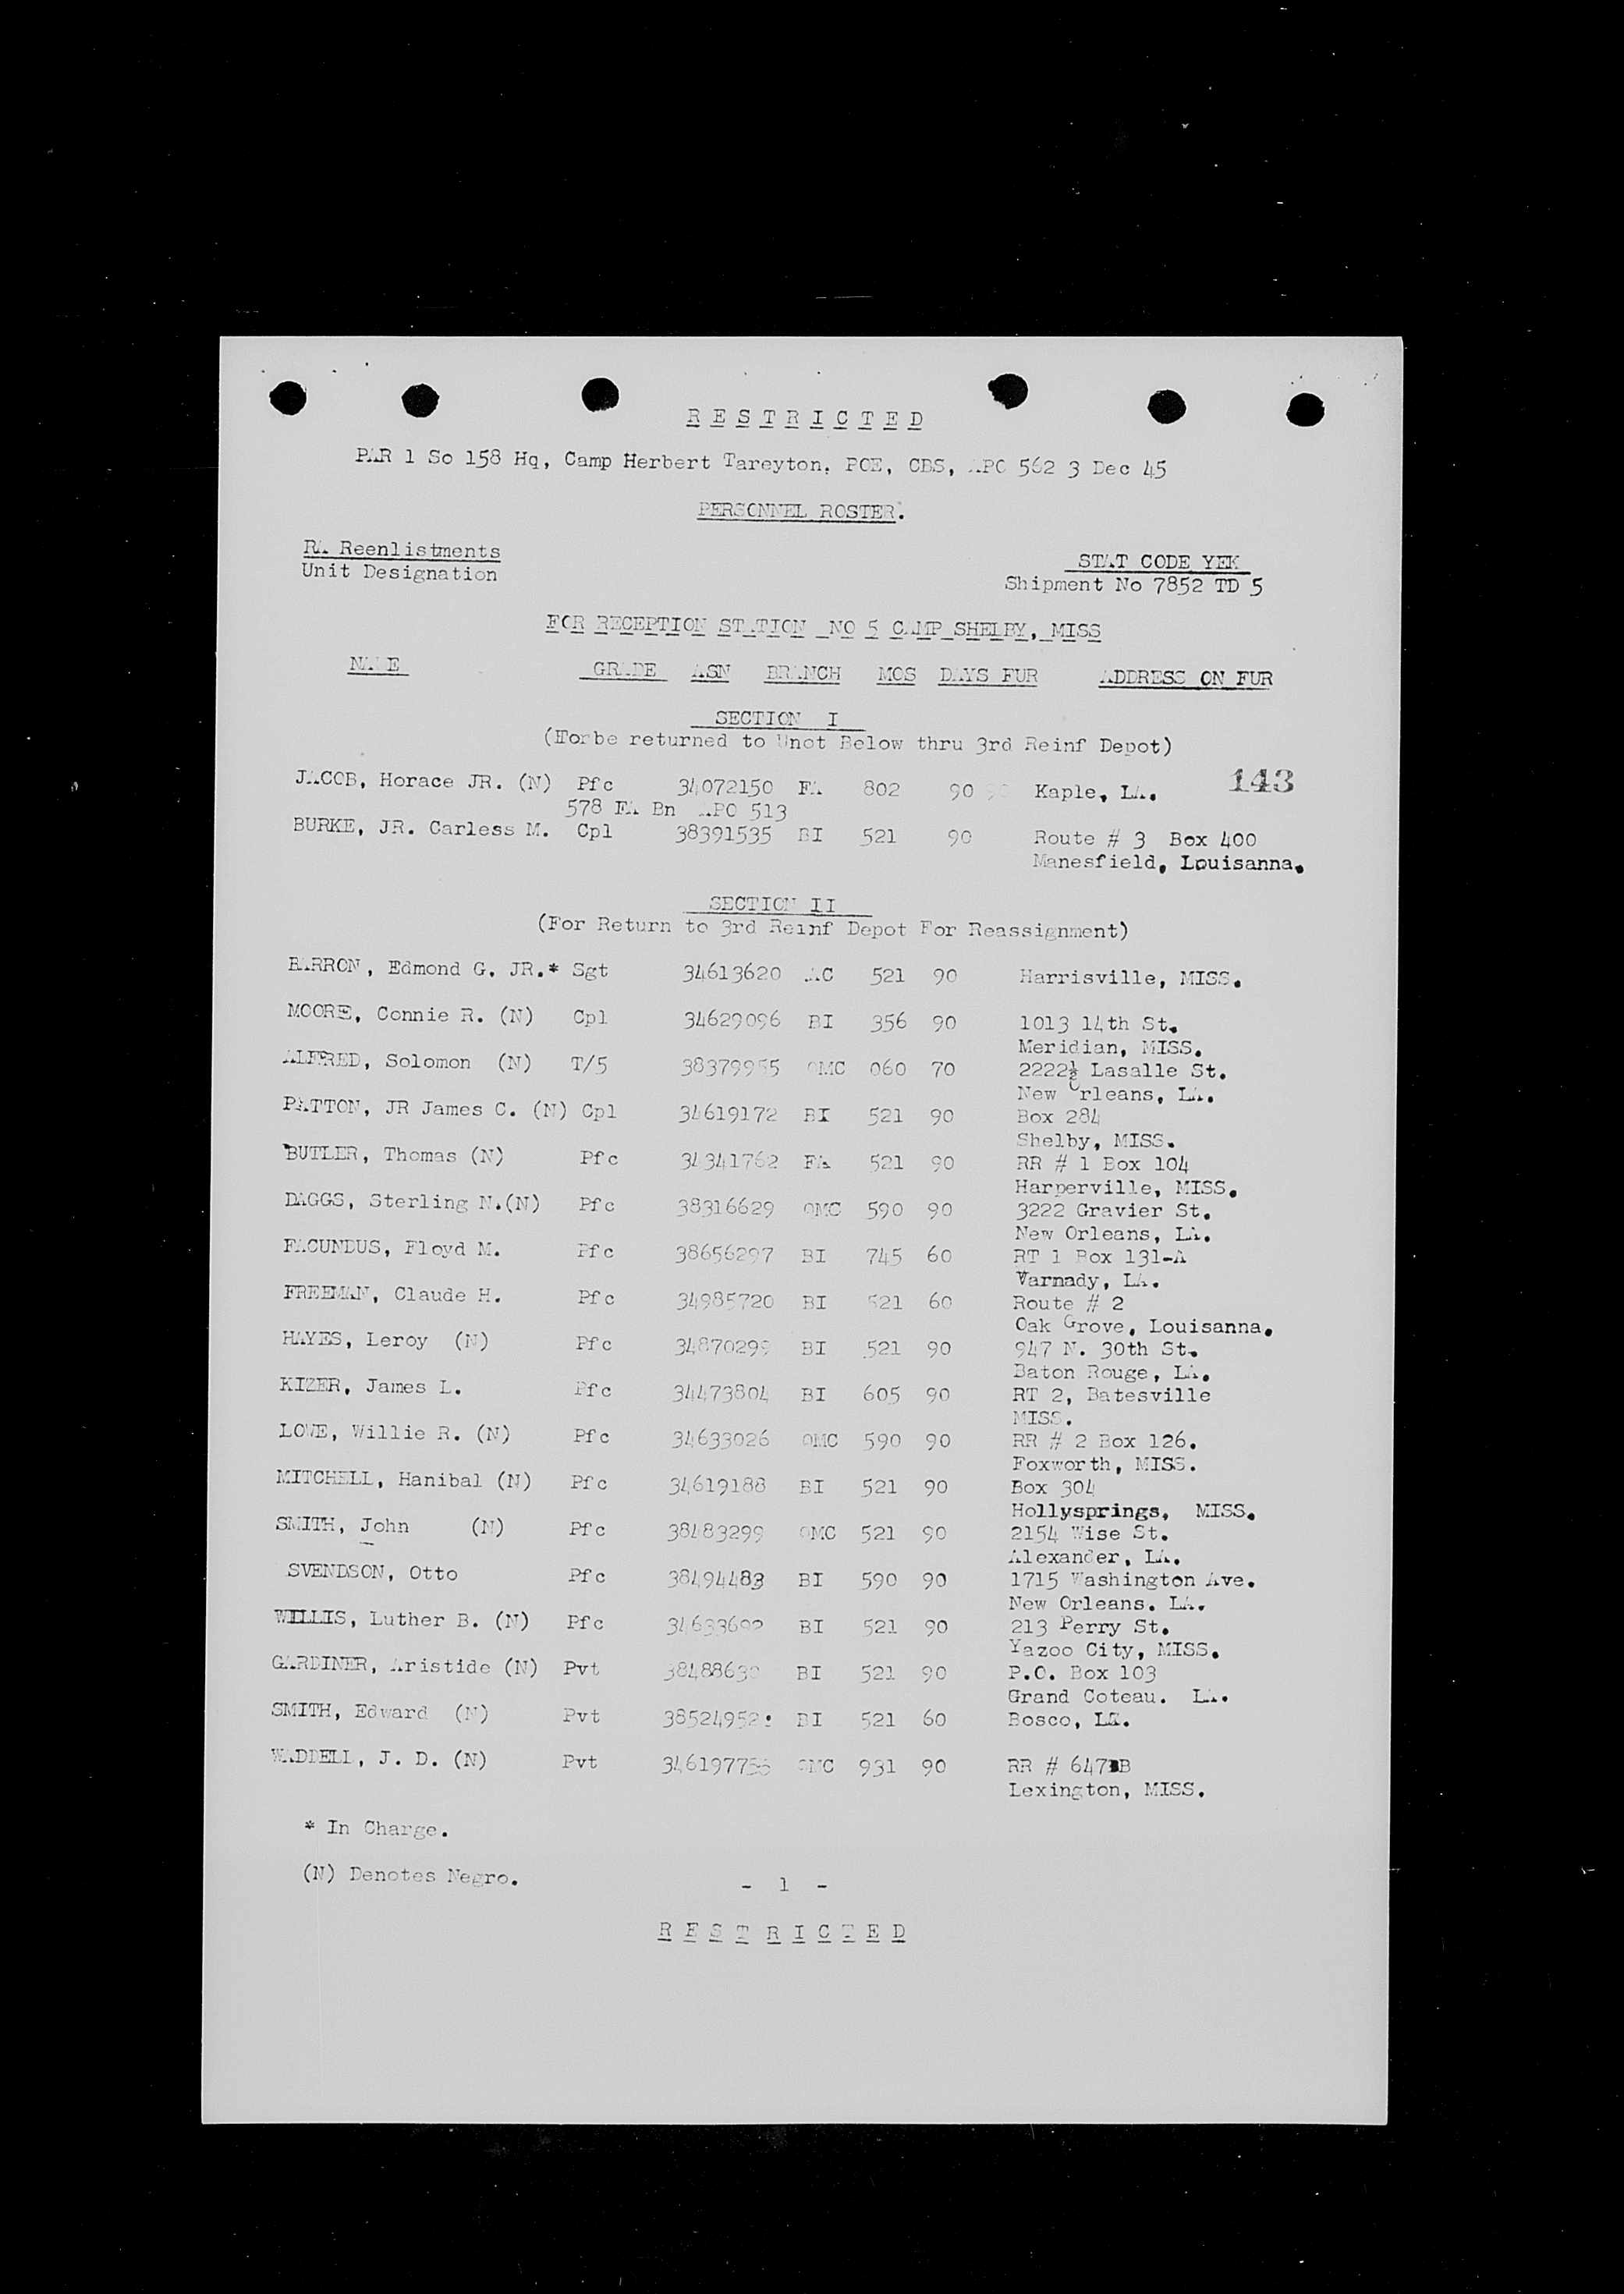 RESTRICTED
PAR 1 So 158 Hq, Camp Herbert Tareyton. POE, CBS, APO 562 3 Dec 45
PERSONNEL ROSTER.
RA Reenlistments
STAT CODE YEK
Unit Designation
Shipment No 7852 TD 5
FOR RECEPTION STATION NO 5 CAMP SHELBY, MISS
NAME GRADE ASN BRANCH MOS DAYS FUR ADDRESS ON FUR
SECTION I
(Forbe returned to Unot Below thru 3rd Reinf Depot)
143
JACOB, Horace JR. (N) Pfc 34072150 FA 802 90 Kaple, LA.
578 FA Bn APO 513
BURKE, JR. Carless M. Cpl 38391535 BI 521 90 Route # 3 Box 400
Manesfield, Louisanna.
SECTION II
(For Return to 3rd Reinf Depot For Reassignment)
BARRON, Edmond G. JR.* Sgt 34613620 AC 521 90 Harrisville, MISS.
MOORE, Connie R. (N) Cpl 34629096 BI 356 90 1013 14th St.
Meridian, MISS.
ALFRED, Solomon (N) T/5 38379955 QMC 060 70 2222½ Lasalle St.
New Orleans, LA.
PATTON, JR James C. (N) Cpl 34619172 BI 521 90 Box 284
Shelby, MISS.
BUTLER, Thomas (N) Pfc 34341762 FA 521 90 RR # 1 Box 104
Harperville, MISS.
DAGGS, Sterling N.(N) Pfc 38316629 QMC 590 90 3222 Gravier St.
New Orleans, LA.
FACUNDUS, Floyd M. Pfc 38656297 BI 745 60 RT 1 Box 131-A
Varnady, LA.
FREEMAN, Claude H. Pfc 34985720 BI 521 60 Route # 2
Oak Grove, Louisanna.
HAYES, Leroy (N) Pfc 34870299 BI 521 90 947 N. 30th St.
Baton Rouge, LA.
KIZER, James L. Pfc 34473804 BI 605 90 RT 2, Batesville
MISS.
LOWE, Willie R. (N) Pfc 34633026 QMC 590 90 RR # 2 Box 126.
Foxworth, MISS.
MITCHELL, Hanibal (N) Pfc 34619188 BI 521 90 Box 304
Hollysprings, MISS.
SMITH, John (N) Pfc 38483299 QMC 521 90 2154 Wise St.
Alexander, LA.
SVENDSON, Otto Pfc 38494483 BI 590 90 1715 Washington Ave.
New Orleans. LA.
WILLIS, Luther B. (N) Pfc BI 521 90 213 Perry St.
Yazoo City, MISS.
GARDINER, Aristide (N) Pvt BI 521 90 P.O. Box 103
Grand Coteau. LA.
SMITH, Edward (N) Pvt BI 521 60 Bosco, LA.
WADDELL, J. D. (N) Pvt QMC 931 90 RR # 647 B
Lexington, MISS.
* In Charge.
(N) Denotes Negro.
- 1 -
RESTRICTED